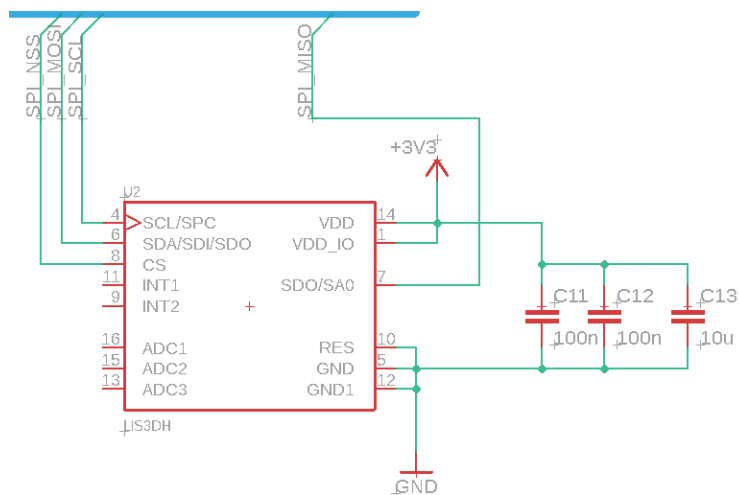 SPI_NSS
SPI_MOSI
SPI_SCL
SPI_MISO
+3V3
U2
4 SCL/SPC VDD 14
6 SDA/SDI/SDO VDD_IO 1
8 CS
11 INT1 SDO/SA0 7
9 INT2
C11 C12 C13
100n 100n 10u
16 ADC1 RES 10
15 ADC2 GND 5
13 ADC3 GND1 12
LIS3DH
GND